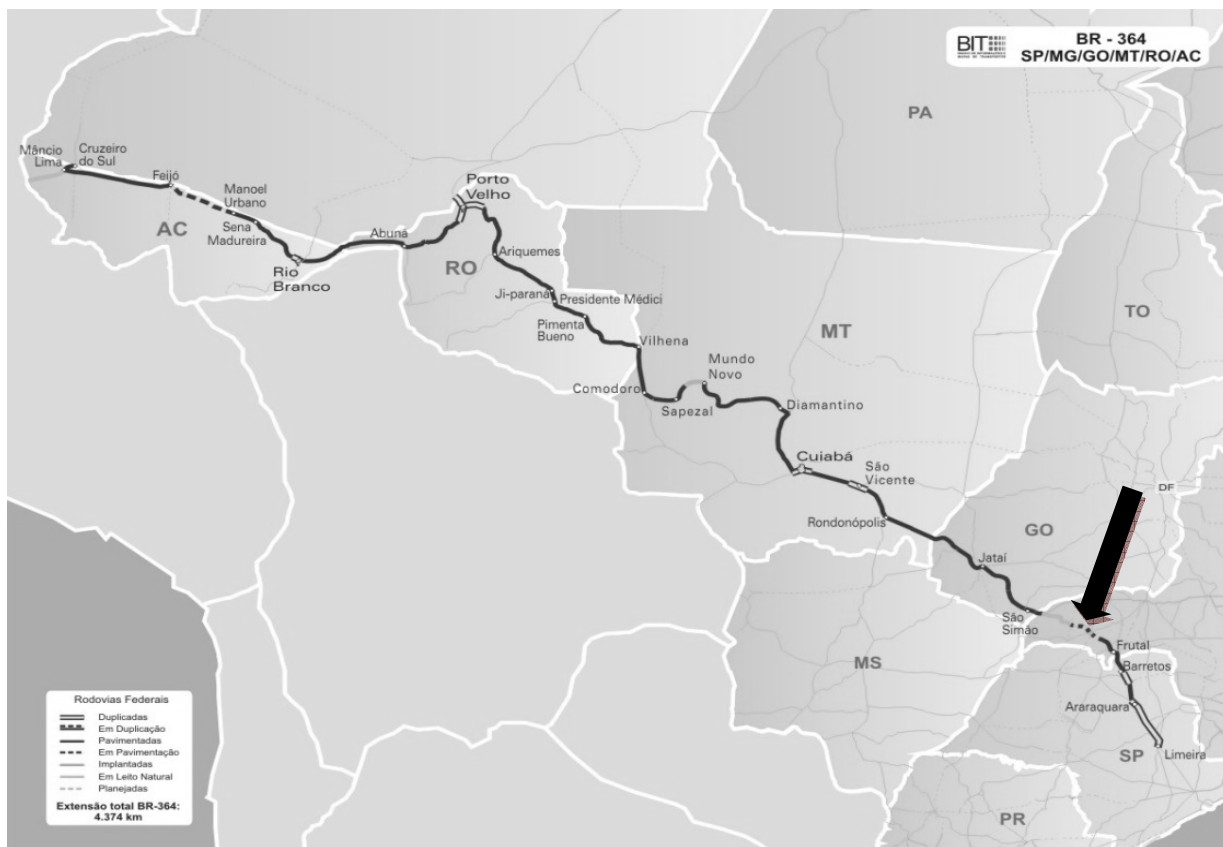 BIT
BR - 364
SP/MG/GO/MT/RO/AC
PA
Mâncio
Lima
Cruzeiro
do Sul
Feijó
Manoel
Urbano
Sena
Madureira
AC
Rio
Branco
Abunã
Porto
Velho
RO
Ariquemes
Ji-paraná
Presidente Médici
Pimenta
Bueno
Vilhena
MT
TO
Mundo
Novo
Comodoro
Sapezal
Diamantino
Cuiabá
São
Vicente
DF
Rondonópolis
GO
Jataí
São
Simão
Frutal
MS
Barretos
Araraquara
SP
Limeira
PR
Rodovias Federais
Duplicadas
Em Duplicação
Pavimentadas
Em Pavimentação
Implantadas
Em Leito Natural
Planejadas
Extensão total BR-364:
4.374 km